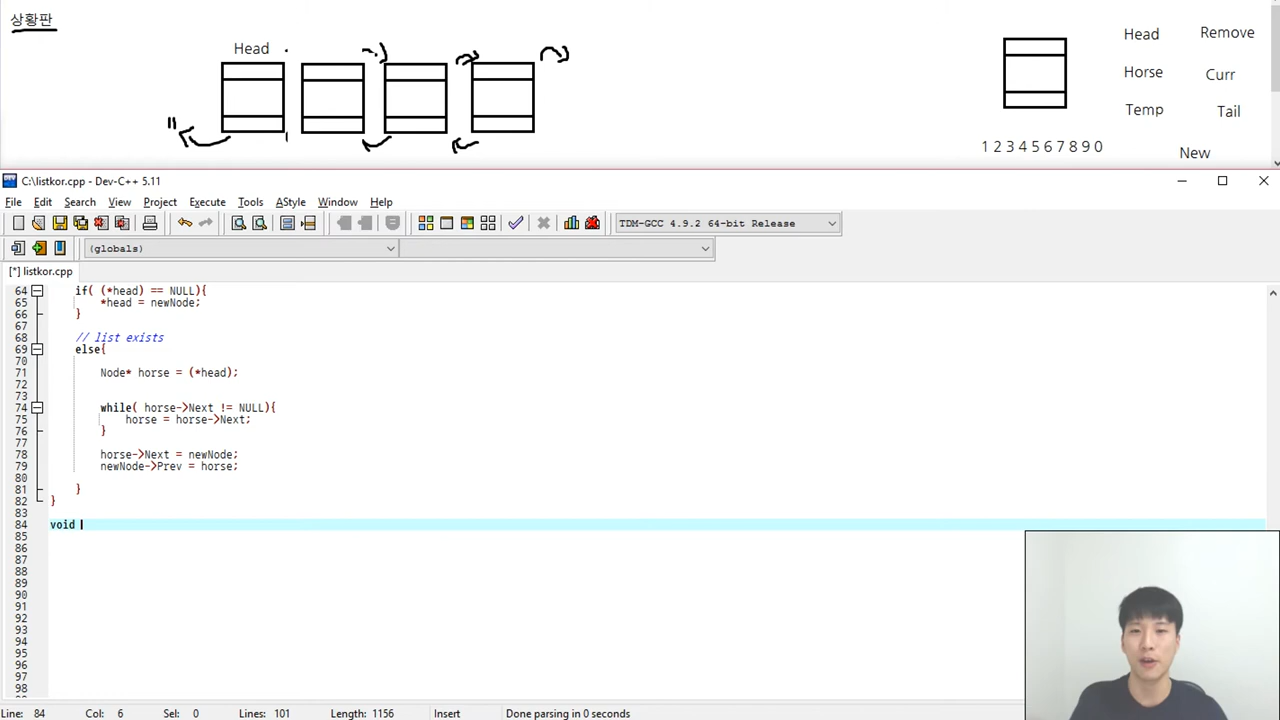 상황판
Head
Head
Remove
Horse
Curr
Temp
Tail
1 2 3 4 5 6 7 8 9 0
New
C:\listkor.cpp - Dev-C++ 5.11
File Edit Search View Project Execute Tools AStyle Window Help
TDM-GCC 4.9.2 64-bit Release
(globals)
[*] listkor.cpp
64 if( (*head) == NULL){
65 *head = newNode;
66 }
67
68 // list exists
69 else{
70
71 Node* horse = (*head);
72
73
74 while( horse->Next != NULL){
75 horse = horse->Next;
76 }
77
78 horse->Next = newNode;
79 newNode->Prev = horse;
80
81 }
82 }
83
84 void
85
86
87
88
89
90
91
92
93
94
95
96
97
98
Line: 84 Col: 6 Sel: 0 Lines: 101 Length: 1156 Insert Done parsing in 0 seconds